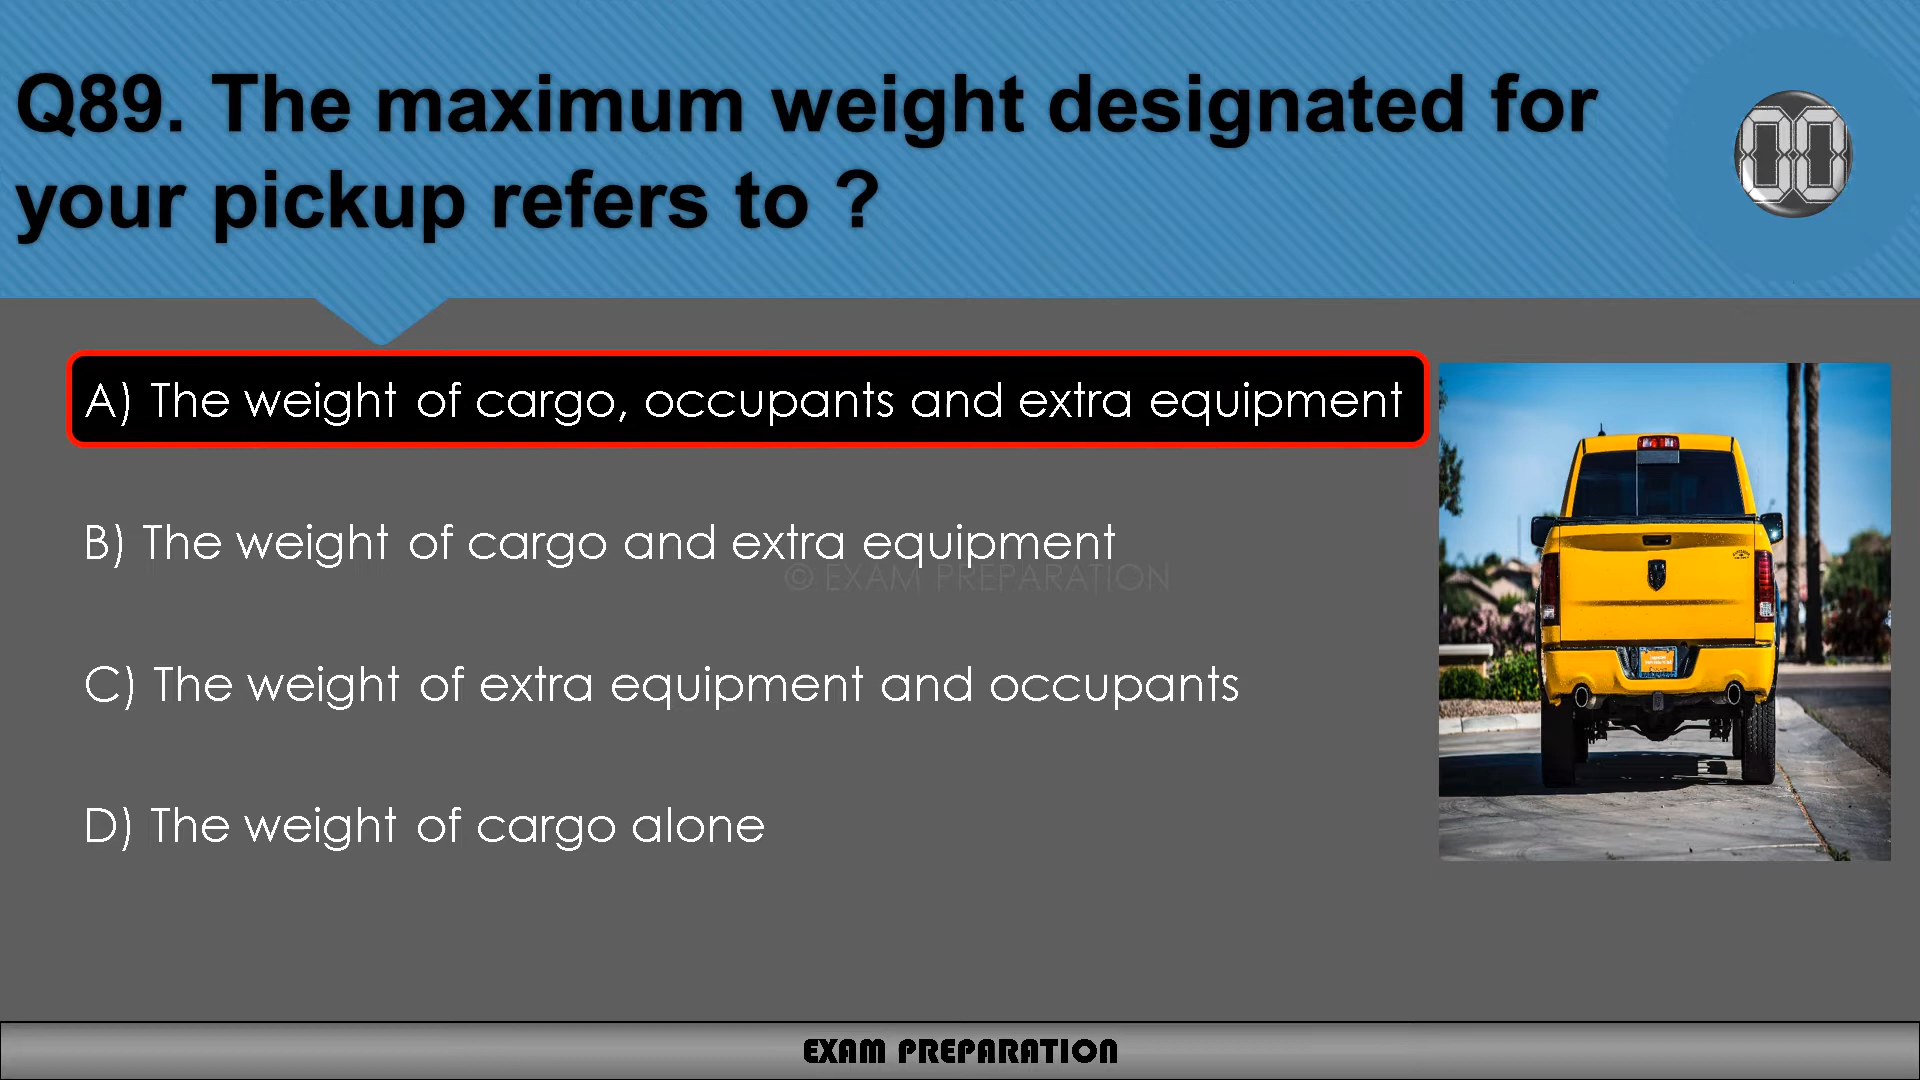 Q89. The maximum weight designated for
your pickup refers to ?
00
A) The weight of cargo, occupants and extra equipment
B) The weight of cargo and extra equipment
© EXAM PREPARATION
C) The weight of extra equipment and occupants
D) The weight of cargo alone
EXAM PREPARATION